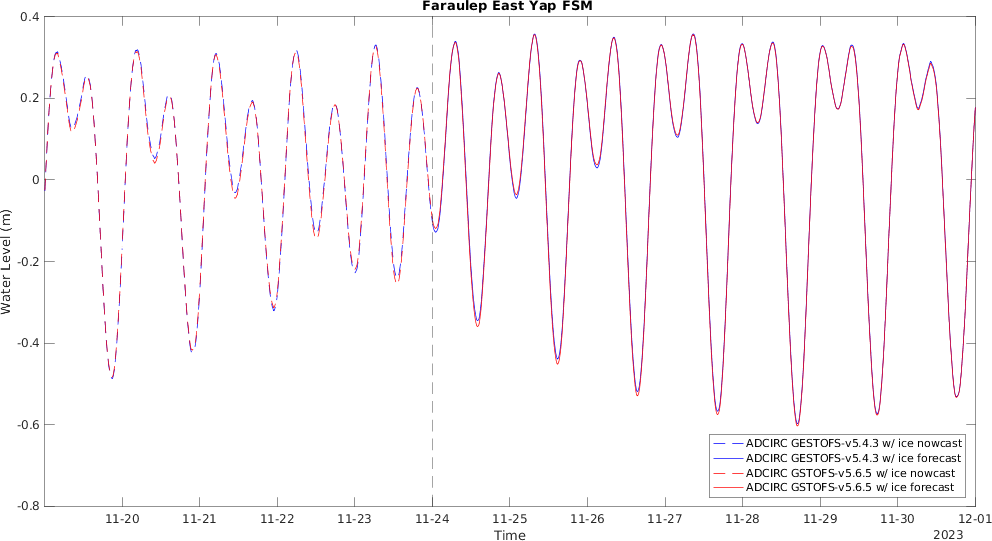 Faraulep East Yap FSM
0.4
0.2
0
-0.2
-0.4
-0.6
-0.8
Water Level (m)
ADCIRC GESTOFS-v5.4.3 w/ ice nowcast
ADCIRC GESTOFS-v5.4.3 w/ ice forecast
ADCIRC GSTOFS-v5.6.5 w/ ice nowcast
ADCIRC GSTOFS-v5.6.5 w/ ice forecast
11-20 11-21 11-22 11-23 11-24 11-25 11-26 11-27 11-28 11-29 11-30 12-01
Time
2023